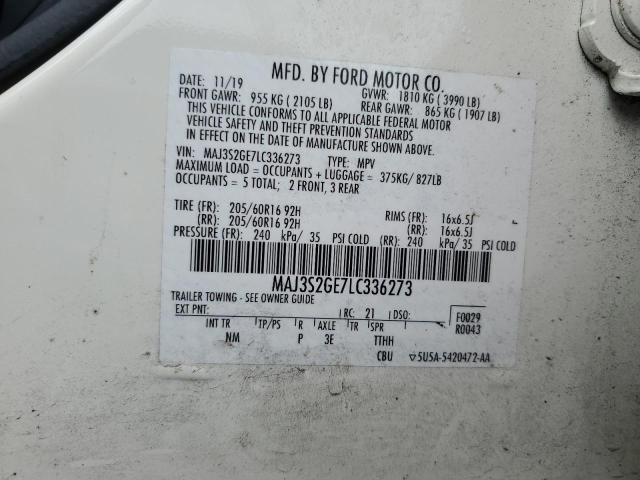 MFD. BY FORD MOTOR CO.
DATE: 11/19 GVWR: 1810 KG ( 3990 LB)
FRONT GAWR: 955 KG ( 2105 LB) REAR GAWR: 865 KG ( 1907 LB)
THIS VEHICLE CONFORMS TO ALL APPLICABLE FEDERAL MOTOR
VEHICLE SAFETY AND THEFT PREVENTION STANDARDS
IN EFFECT ON THE DATE OF MANUFACTURE SHOWN ABOVE.
VIN: MAJ3S2GE7LC336273 TYPE: MPV
MAXIMUM LOAD = OCCUPANTS + LUGGAGE = 375KG/ 827LB
OCCUPANTS = 5 TOTAL; 2 FRONT, 3 REAR
TIRE (FR): 205/60R16 92H RIMS (FR): 16x6.5J
(RR): 205/60R16 92H (RR): 16x6.5J
PRESSURE (FR): 240 kPa/ 35 PSI COLD (RR): 240 kPa/ 35 PSI COLD
MAJ3S2GE7LC336273
TRAILER TOWING - SEE OWNER GUIDE
EXT PNT: RC: 21 DSO: F0029
R0043
INT TR TP/PS R AXLE TR SPR
NM P 3E TTHH
CBU ▽5U5A-5420472-AA